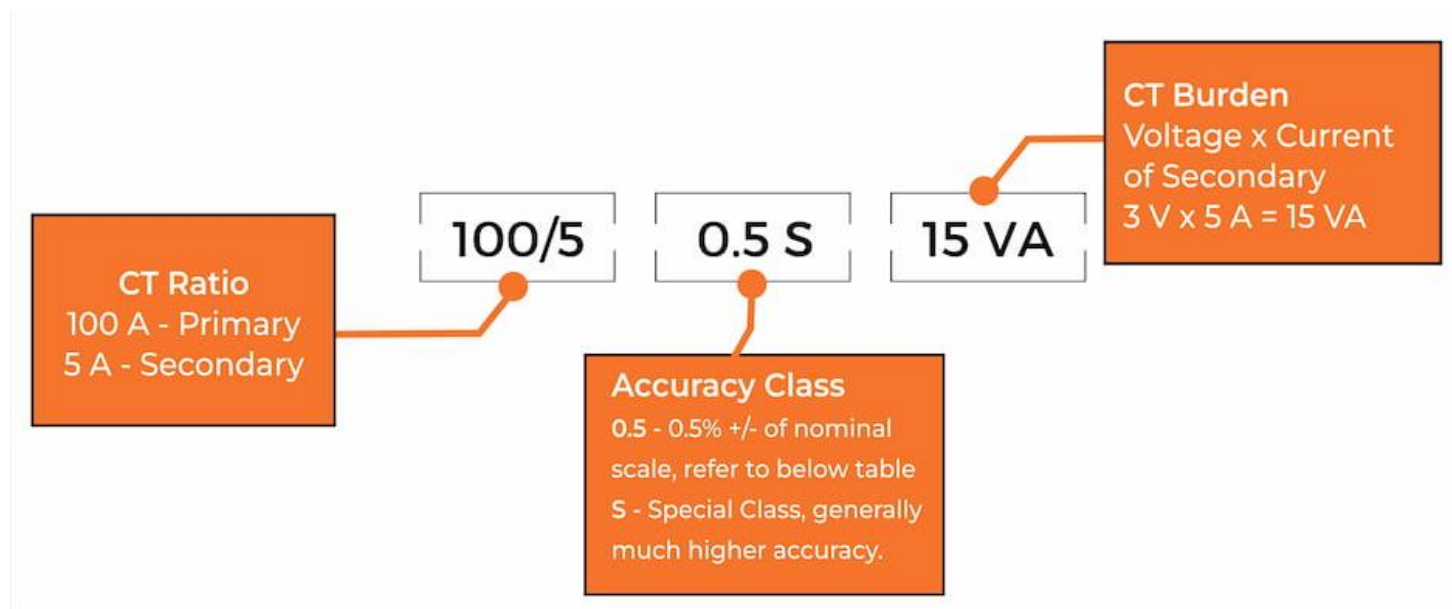 CT Burden
Voltage x Current
of Secondary
3 V x 5 A = 15 VA
100/5
0.5 S
15 VA
CT Ratio
100 A - Primary
5 A - Secondary
Accuracy Class
0.5 - 0.5% +/- of nominal
scale, refer to below table
S - Special Class, generally
much higher accuracy.